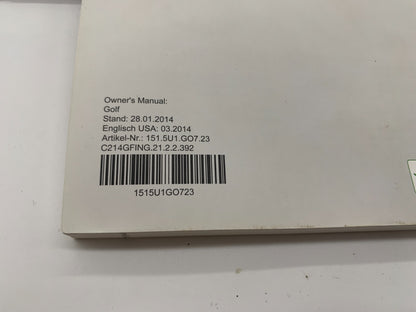 Owner's Manual:
Golf
Stand: 28.01.2014
Englisch USA: 03.2014
Artikel-Nr.: 151.5U1.GO7.23
C214GFING.21.2.2.392
1515U1GO723